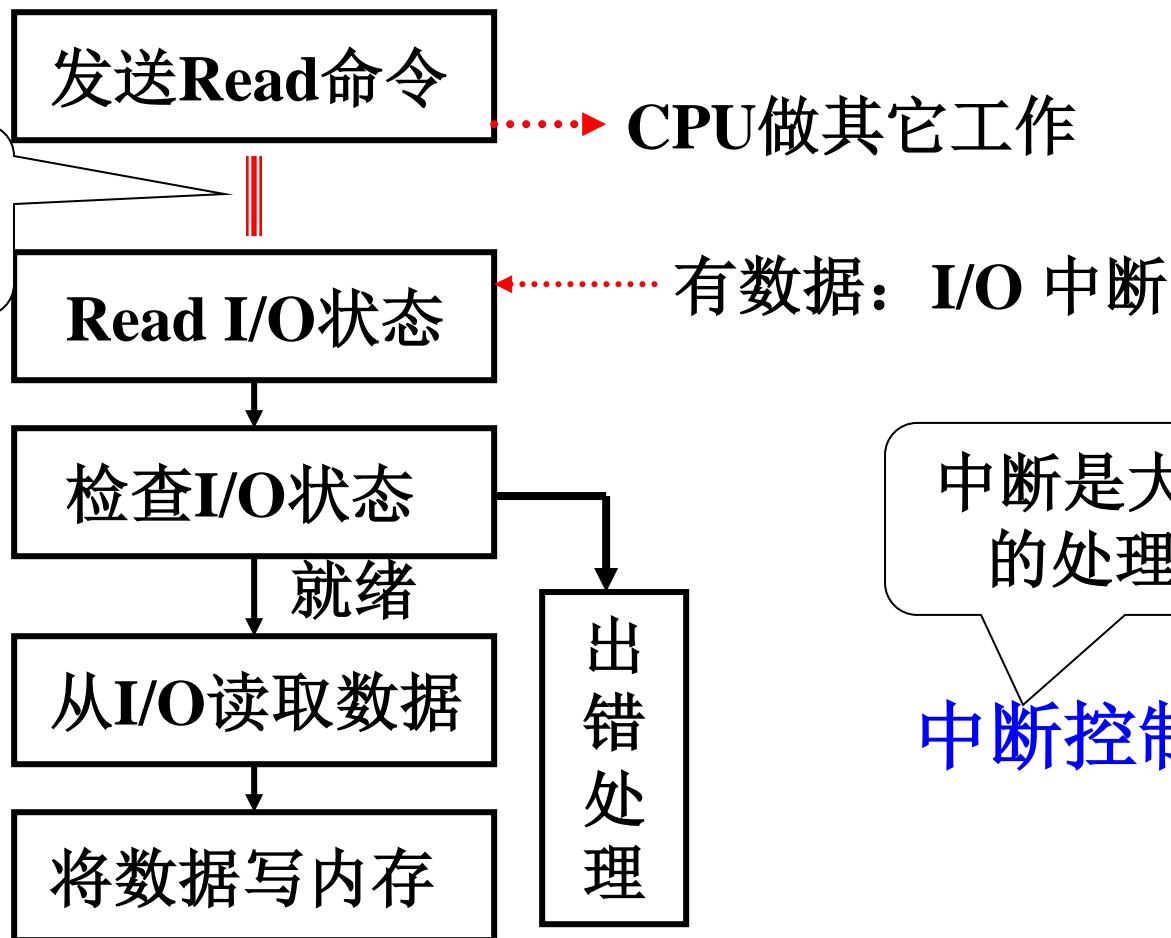 发送Read命令
CPU做其它工作
有数据：I/O 中断
Read I/O状态
检查I/O状态
就绪
中断是大
的处理
出错处理
从I/O读取数据
中断控制
将数据写内存